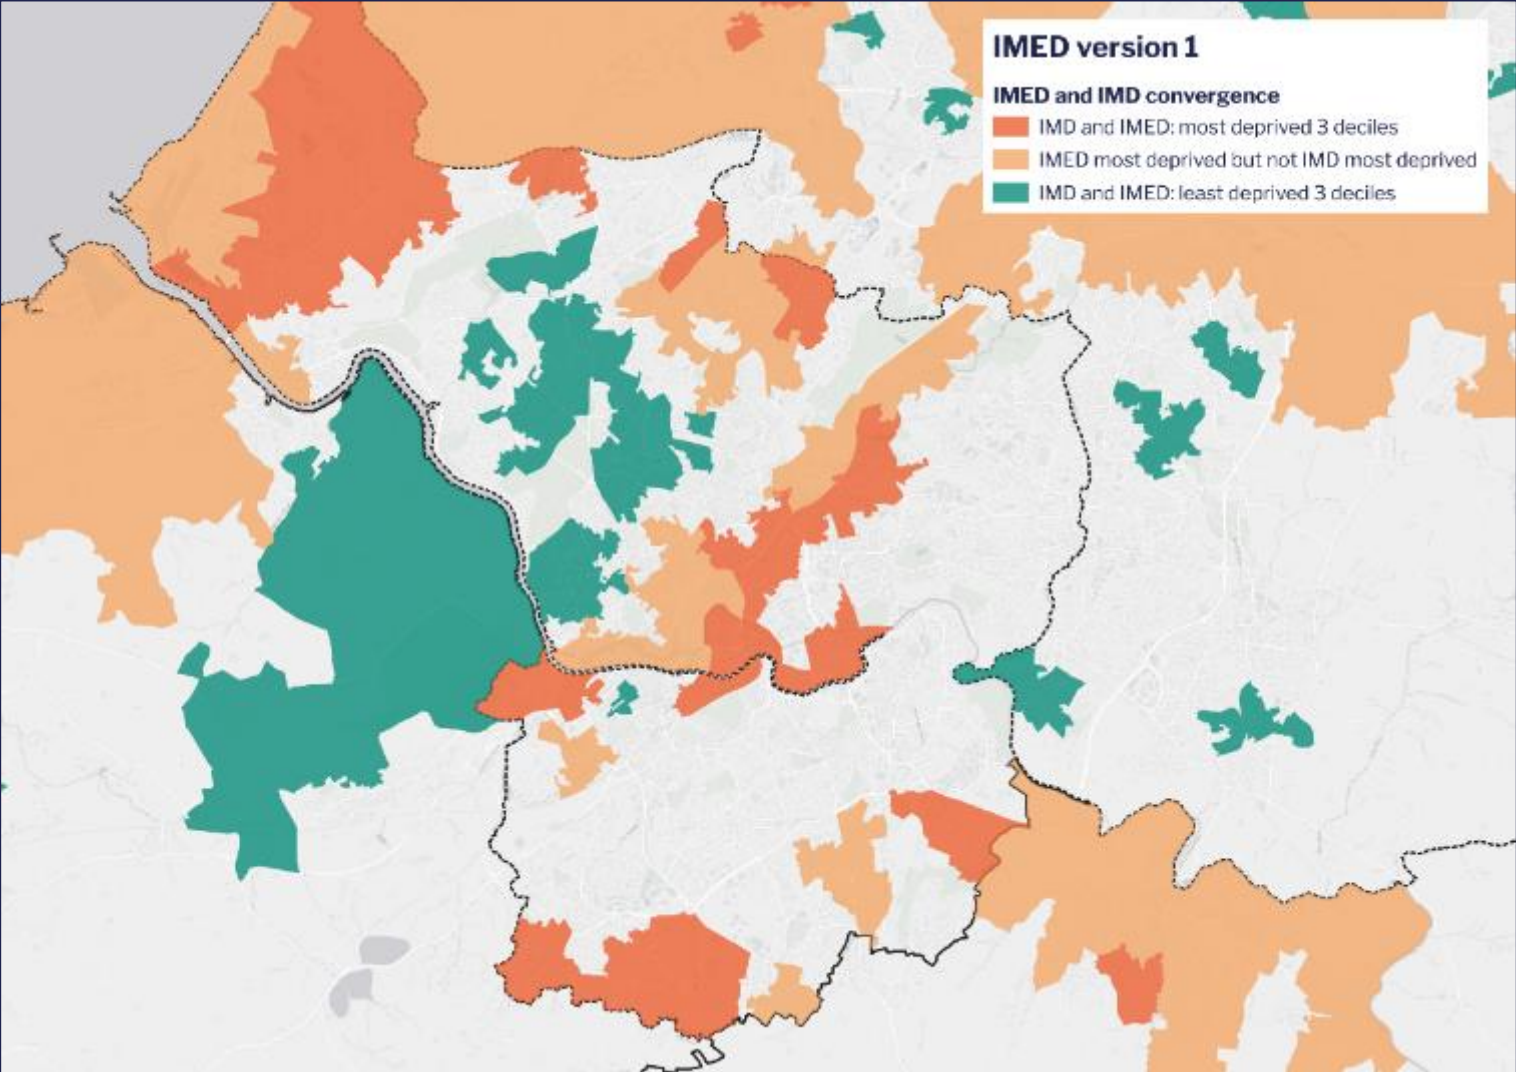 IMED version 1
IMED and IMD convergence
IMD and IMED: most deprived 3 deciles
IMED most deprived but not IMD most deprived
IMD and IMED: least deprived 3 deciles